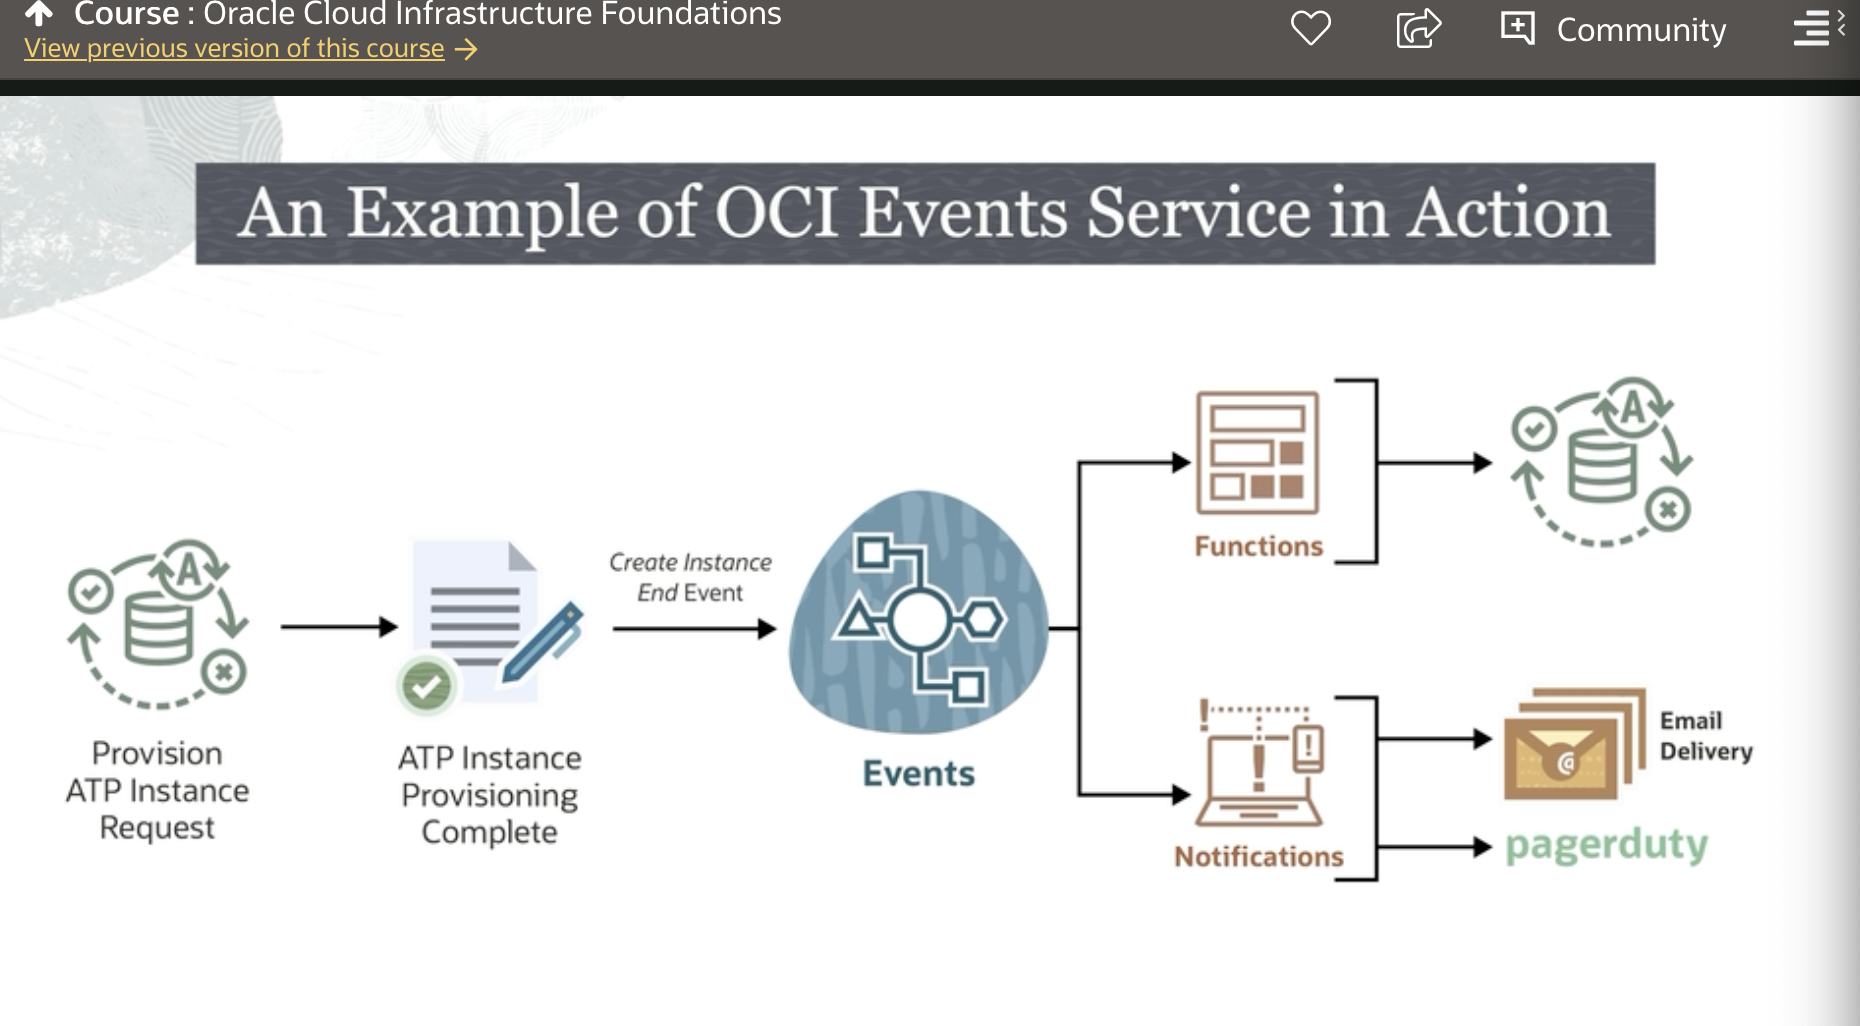 Course : Oracle Cloud Infrastructure Foundations
View previous version of this course →
Community
An Example of OCI Events Service in Action
Provision
ATP Instance
Request
ATP Instance
Provisioning
Complete
Create Instance
End Event
Events
Functions
A
A
Notifications
Email
Delivery
pagerduty